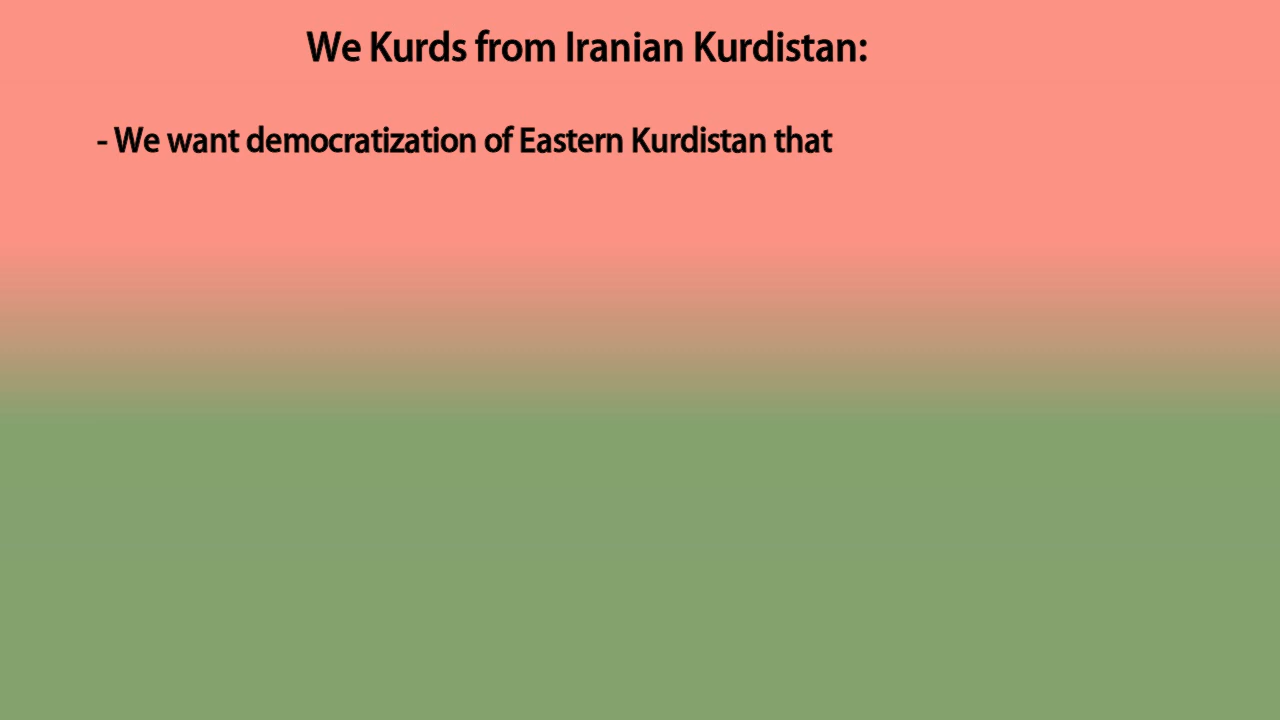 We Kurds from Iranian Kurdistan:
- We want democratization of Eastern Kurdistan that